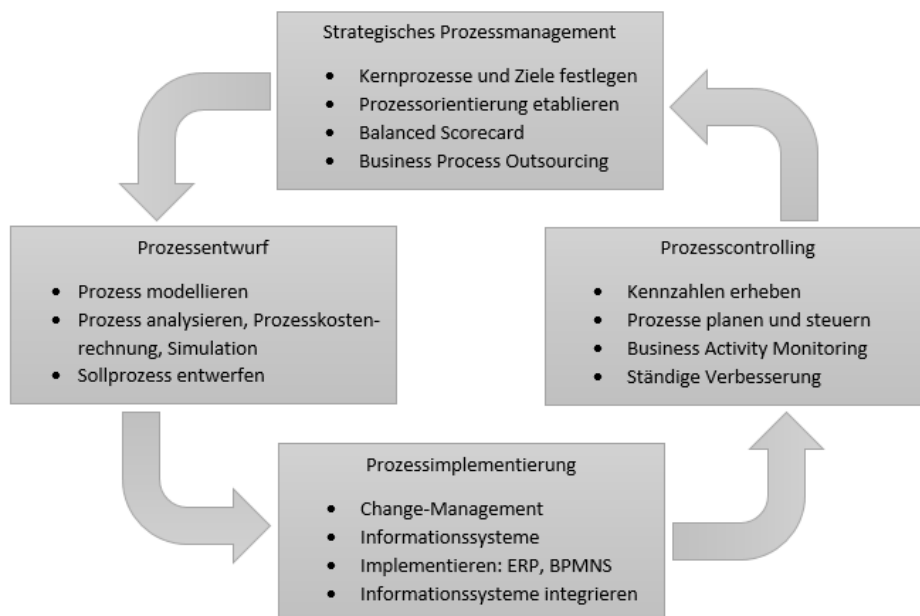 Strategisches Prozessmanagement
• Kernprozesse und Ziele festlegen
• Prozessorientierung etablieren
• Balanced Scorecard
• Business Process Outsourcing
Prozessentwurf
• Prozess modellieren
• Prozess analysieren, Prozesskosten-
rechnung, Simulation
• Sollprozess entwerfen
Prozesscontrolling
• Kennzahlen erheben
• Prozesse planen und steuern
• Business Activity Monitoring
• Ständige Verbesserung
Prozessimplementierung
• Change-Management
• Informationssysteme
• Implementieren: ERP, BPMNS
• Informationssysteme integrieren